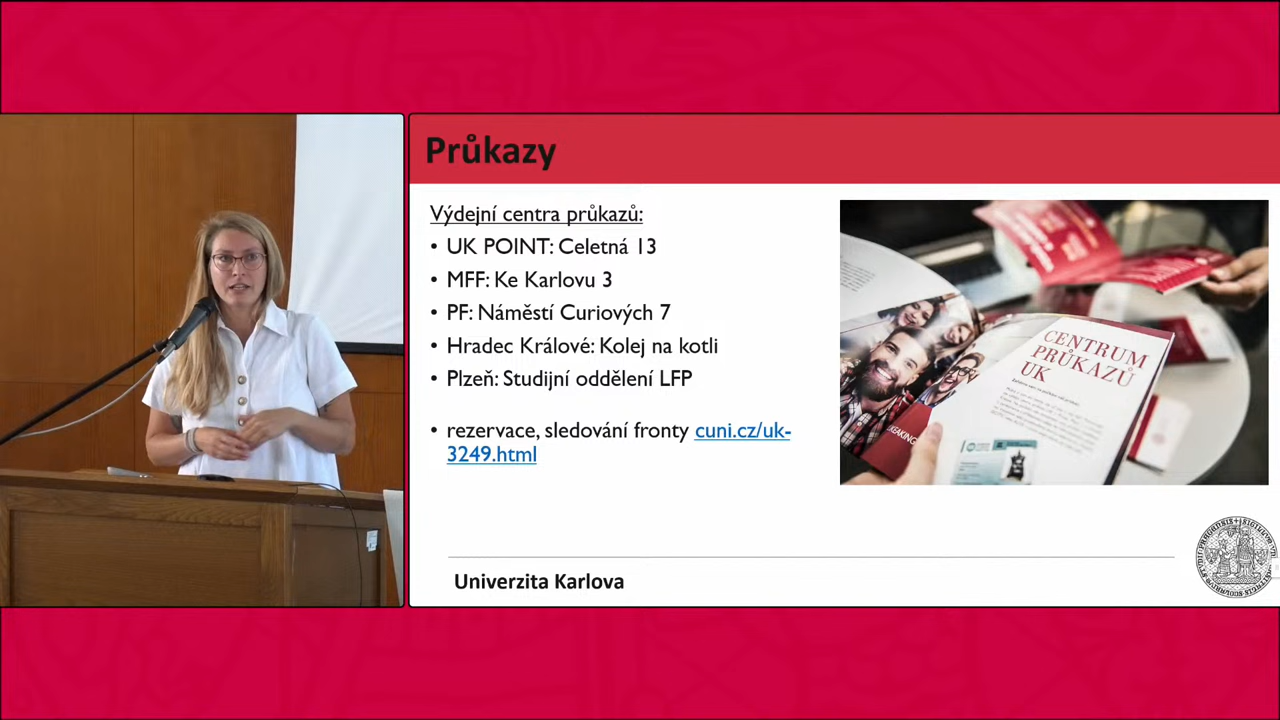 Průkazy
Výdejní centra průkazů:
• UK POINT: Celetná 13
• MFF: Ke Karlovu 3
• PF: Náměstí Curiových 7
• Hradec Králové: Kolej na kotli
• Plzeň: Studijní oddělení LFP
• rezervace, sledování fronty cuni.cz/uk-
3249.html
CENTRUM
PRŮKAZŮ
UK
Univerzita Karlova